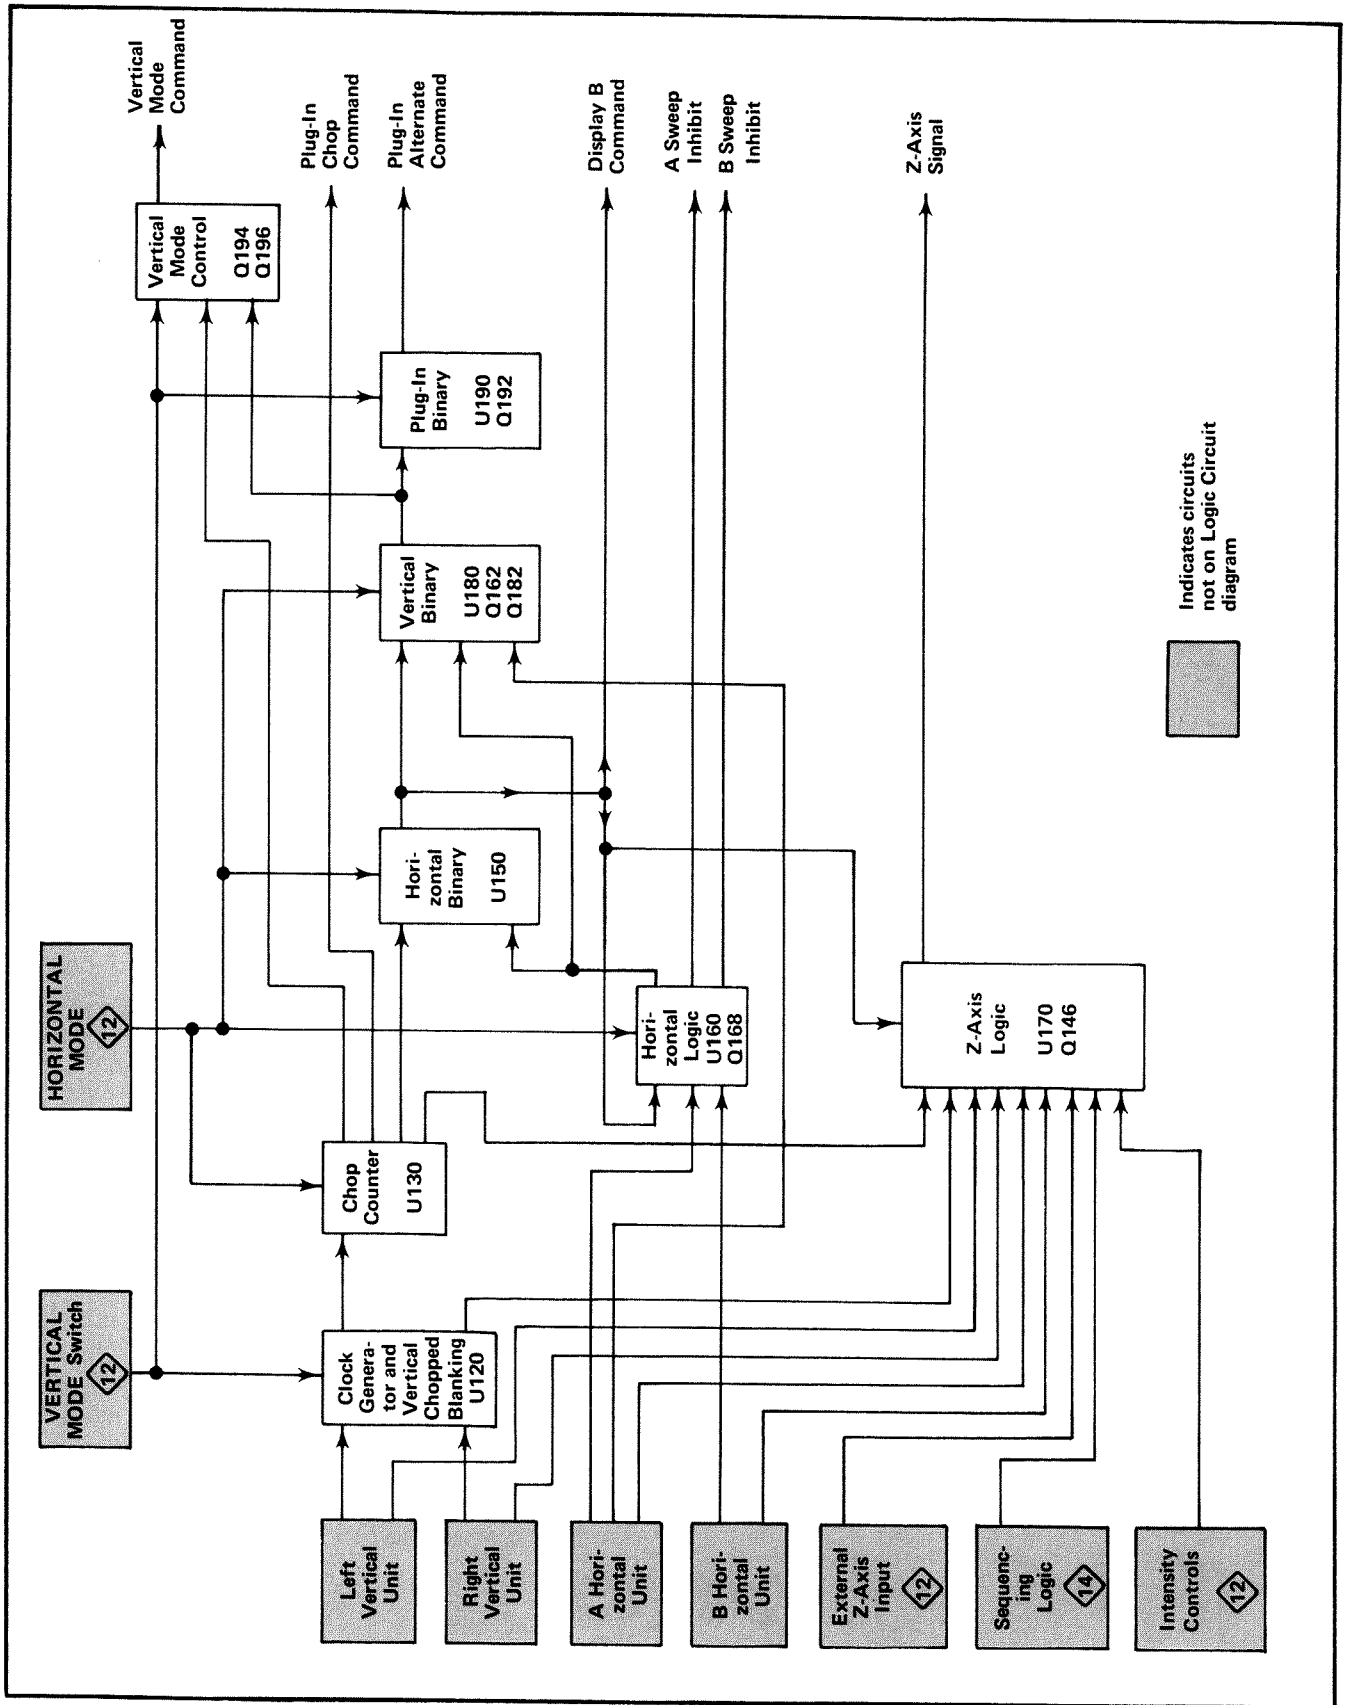 VERTICAL
MODE Switch
12
HORIZONTAL
MODE
12
Left
Vertical
Unit
Right
Vertical
Unit
A Hori-
zontal
Unit
B Hori-
zontal
Unit
External
Z-Axis
Input
12
Sequenc-
ing
Logic
14
Intensity
Controls
12
Clock
Genera-
tor and
Vertical
Chopped
Blanking
U120
Chop
Counter
U130
Hori-
zontal
Binary
U150
Hori-
zontal
Logic
U160
Q168
Z-Axis
Logic
U170
Q146
Vertical
Binary
U180
Q162
Q182
Plug-In
Binary
U190
Q192
Vertical
Mode
Control
Q194
Q196
Vertical
Mode
Command
Plug-In
Chop
Command
Plug-In
Alternate
Command
Display B
Command
A Sweep
Inhibit
B Sweep
Inhibit
Z-Axis
Signal
Indicates circuits
not on Logic Circuit
diagram